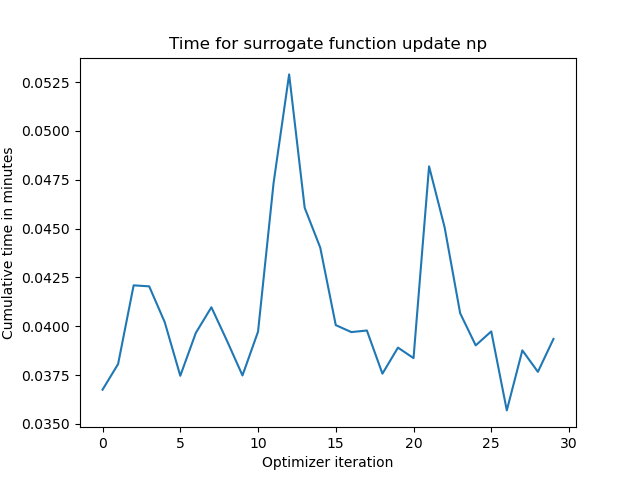 Time for surrogate function update np
0.0525
0.0500
0.0475
0.0450
0.0425
0.0400
0.0375
0.0350
Cumulative time in minutes
0 5 10 15 20 25 30
Optimizer iteration